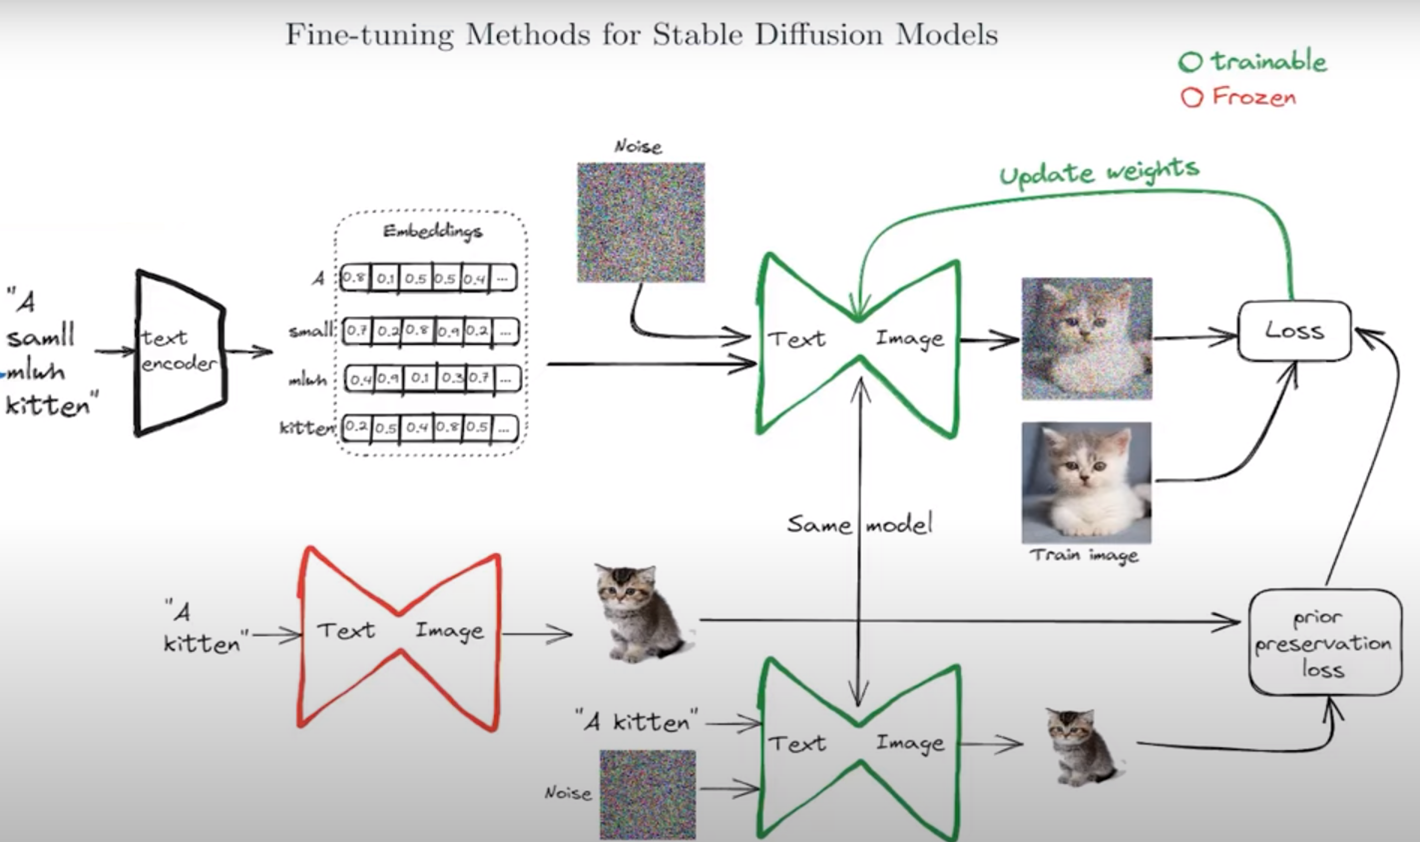 Fine-tuning Methods for Stable Diffusion Models
trainable
Frozen
Noise
Update weights
Embeddings
A 0.8 0.1 0.5 0.5 0.4 ...
small 0.7 0.2 0.8 0.9 0.2 ...
mlwh 0.4 0.9 0.1 0.3 0.7 ...
kitten 0.2 0.5 0.4 0.8 0.5 ...
"A
samll
mlwh
kitten"
text
encoder
Text Image
Loss
Train image
Same model
"A
kitten"
Text Image
prior
preservation
loss
"A kitten"
Text Image
Noise